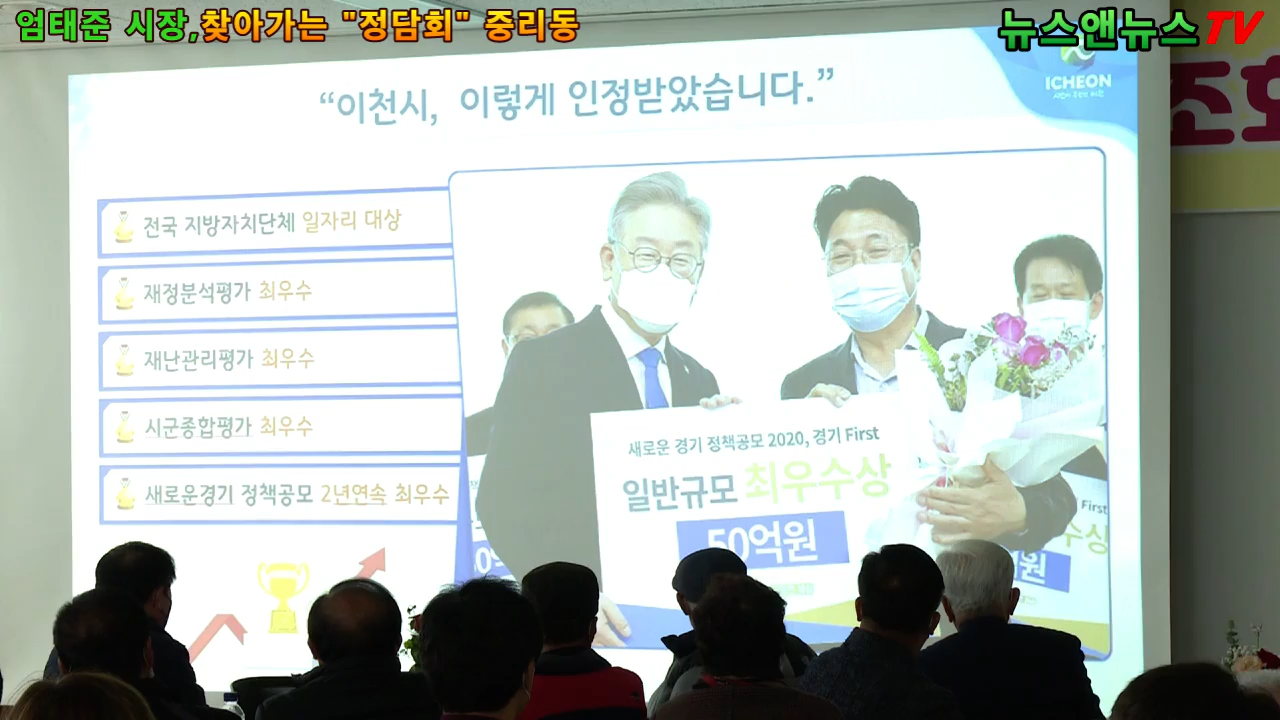 엄태준 시장,찾아가는 "정담회" 중리동
뉴스앤뉴스TV
ICHEON
조회
“이천시, 이렇게 인정받았습니다.”
전국 지방자치단체 일자리 대상
재정분석평가 최우수
재난관리평가 최우수
시군종합평가 최우수
새로운경기 정책공모 2년연속 최우수
새로운 경기 정책공모 2020, 경기 First
일반규모 최우수상
50억원
First
수상
원